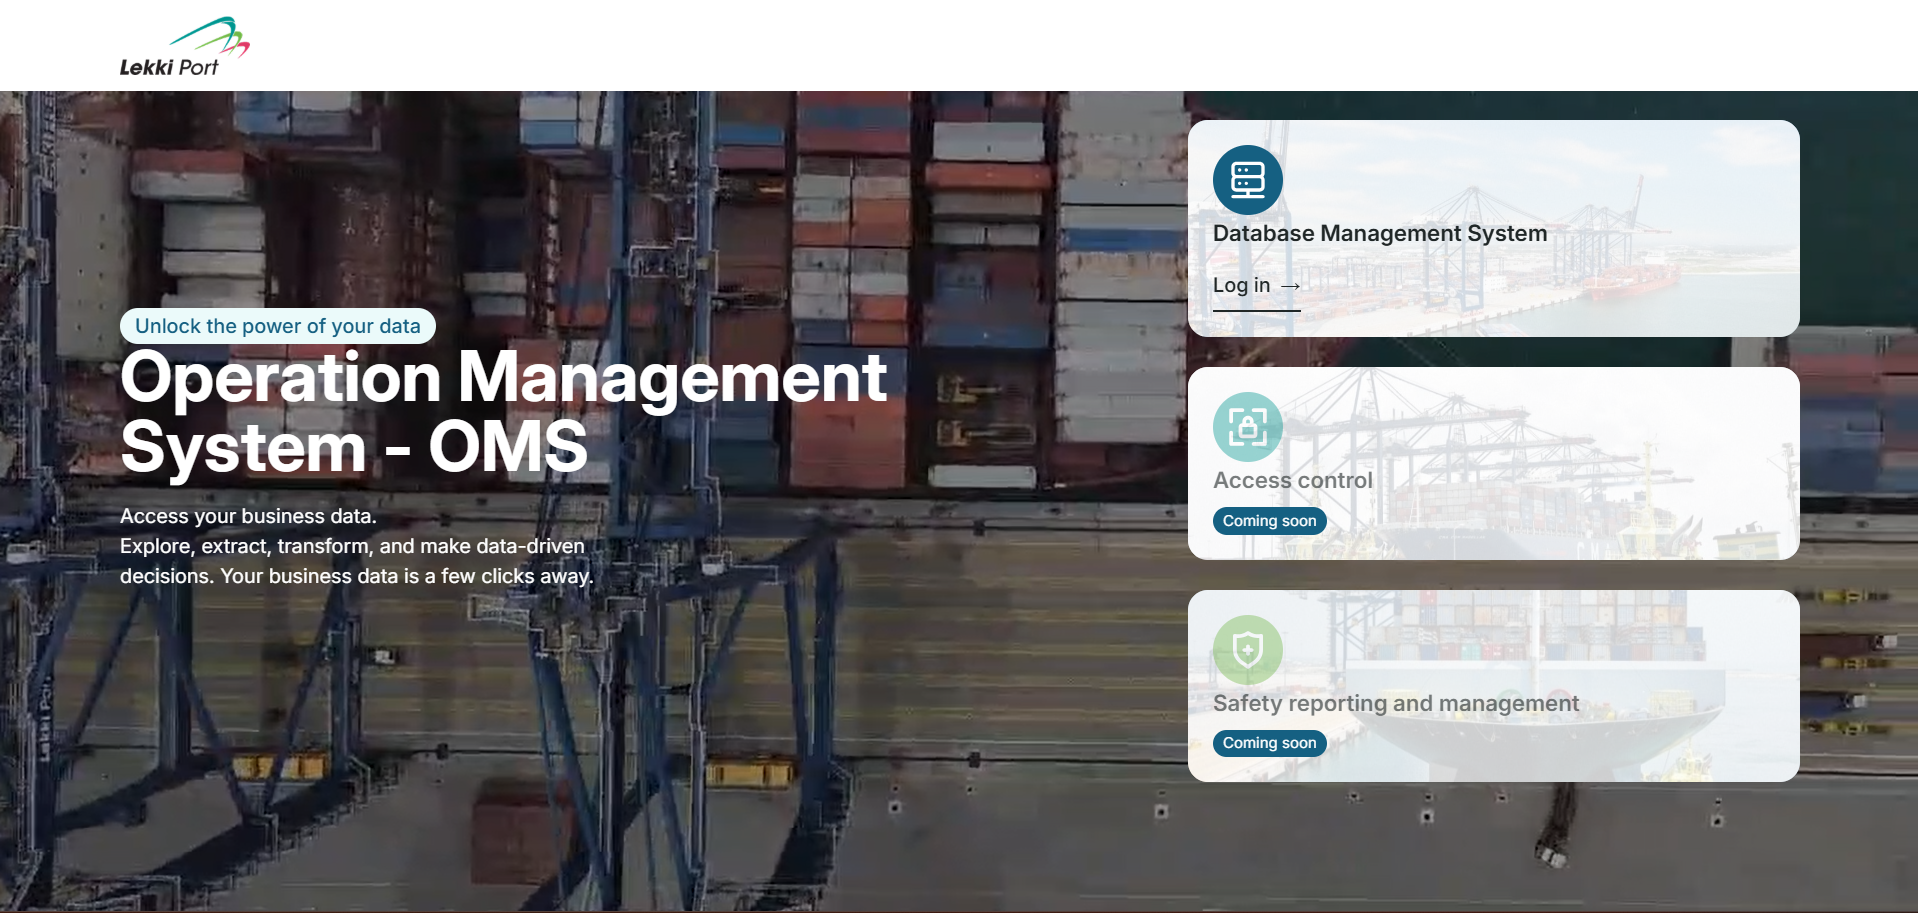 Lekki Port
Unlock the power of your data
Operation Management
System - OMS
Access your business data.
Explore, extract, transform, and make data-driven
decisions. Your business data is a few clicks away.
Database Management System
Log in →
Access control
Coming soon
Safety reporting and management
Coming soon
Lekki Port